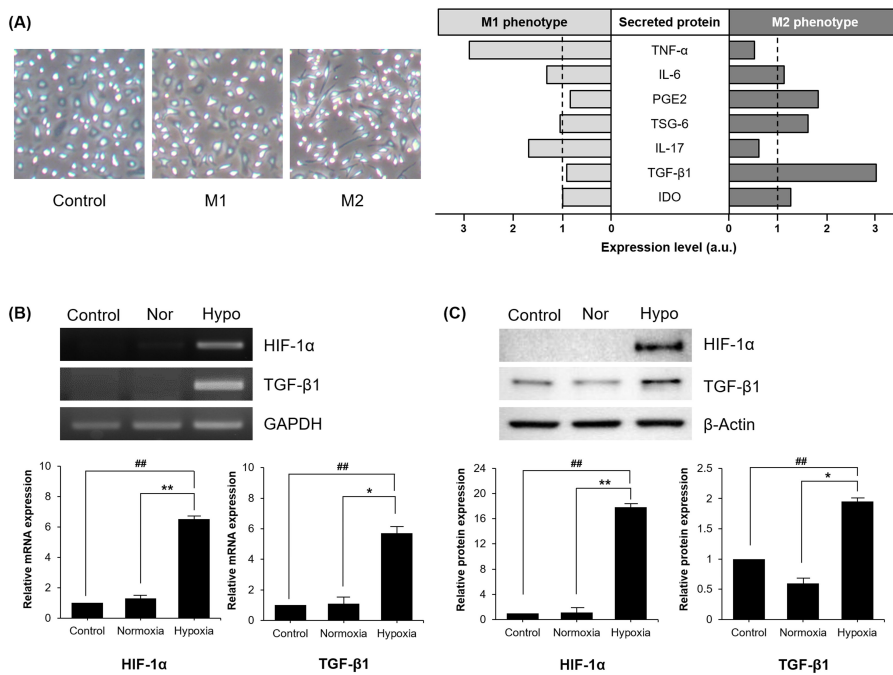 (A)
Control
M1
M2
M1 phenotype Secreted protein M2 phenotype
TNF-α
IL-6
PGE2
TSG-6
IL-17
TGF-β1
IDO
3 2 1 0 0 1 2 3
Expression level (a.u.)
(B)
Control Nor Hypo
HIF-1α
TGF-β1
GAPDH
Relative mRNA expression
10
8
6
4
2
0
##
**
Control Normoxia Hypoxia
HIF-1α
Relative mRNA expression
10
8
6
4
2
0
##
*
Control Normoxia Hypoxia
TGF-β1
(C)
Control Nor Hypo
HIF-1α
TGF-β1
β-Actin
Relative protein expression
24
20
16
12
8
4
0
##
**
Control Normoxia Hypoxia
HIF-1α
Relative protein expression
2.5
2
1.5
1
0.5
0
##
*
Control Normoxia Hypoxia
TGF-β1